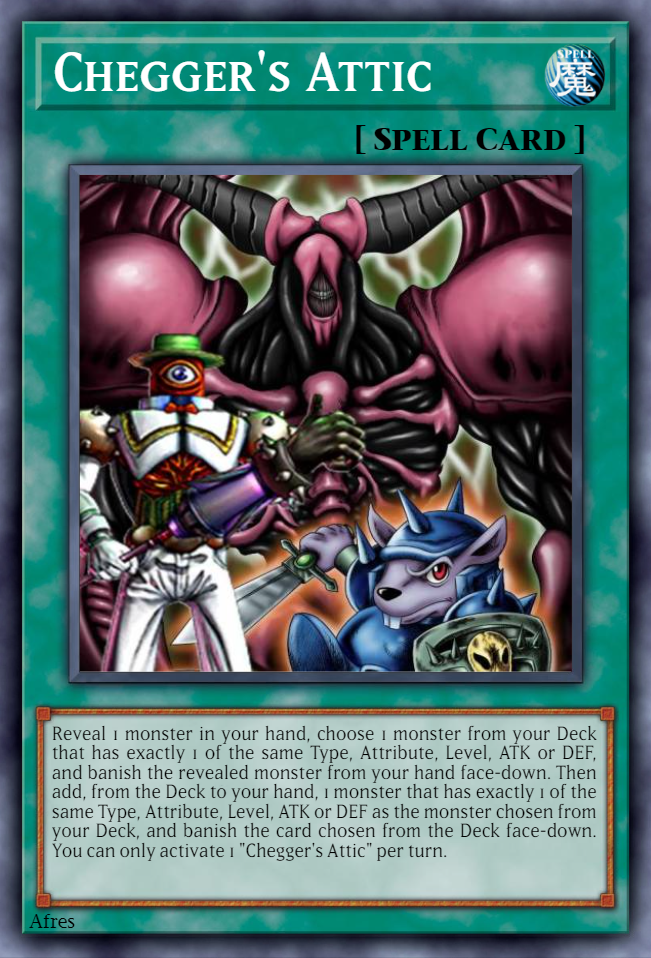 Chegger's Attic
SPELL
魔
[ Spell Card ]
Reveal 1 monster in your hand, choose 1 monster from your Deck
that has exactly 1 of the same Type, Attribute, Level, ATK or DEF,
and banish the revealed monster from your hand face-down. Then
add, from the Deck to your hand, 1 monster that has exactly 1 of the
same Type, Attribute, Level, ATK or DEF as the monster chosen from
your Deck, and banish the card chosen from the Deck face-down.
You can only activate 1 "Chegger's Attic" per turn.
Afres